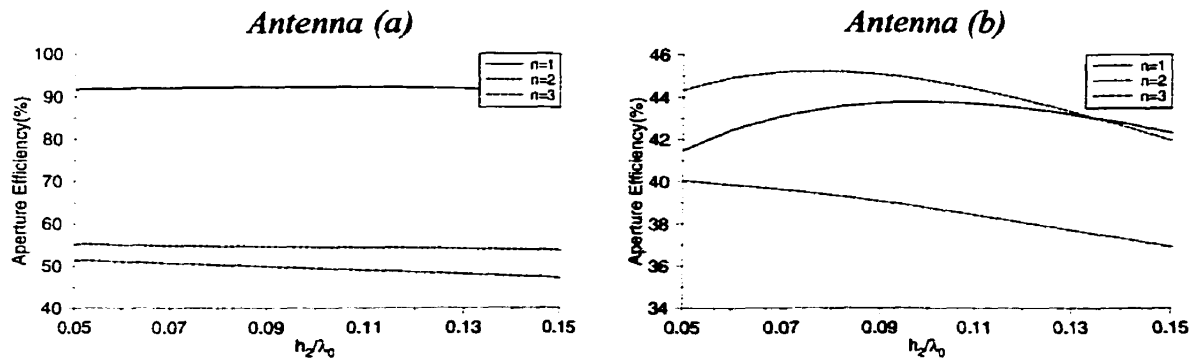 Antenna (a)
Aperture Efficiency(%)
100
90
80
70
60
50
40
0.05
0.07
0.09
0.11
0.13
0.15
h₂/λ₀
n=1
n=2
n=3
Antenna (b)
Aperture Efficiency(%)
46
44
42
40
38
36
34
0.05
0.07
0.09
0.11
0.13
0.15
h₂/λ₀
n=1
n=2
n=3